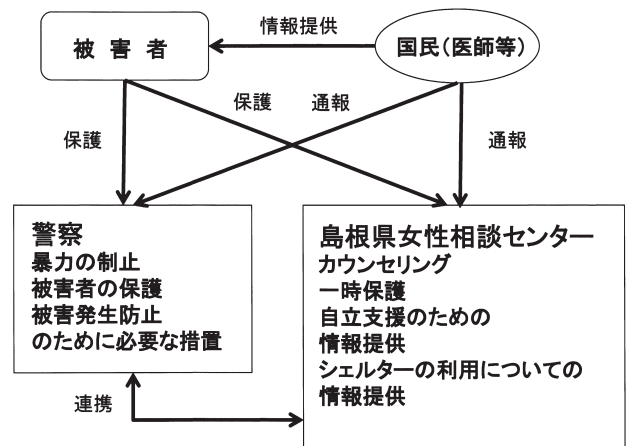 情報提供
被害者
国民(医師等)
保護
通報
保護
通報
警察
暴力の制止
被害者の保護
被害発生防止
のために必要な措置
島根県女性相談センター
カウンセリング
一時保護
自立支援のための
情報提供
シェルターの利用についての
情報提供
連携